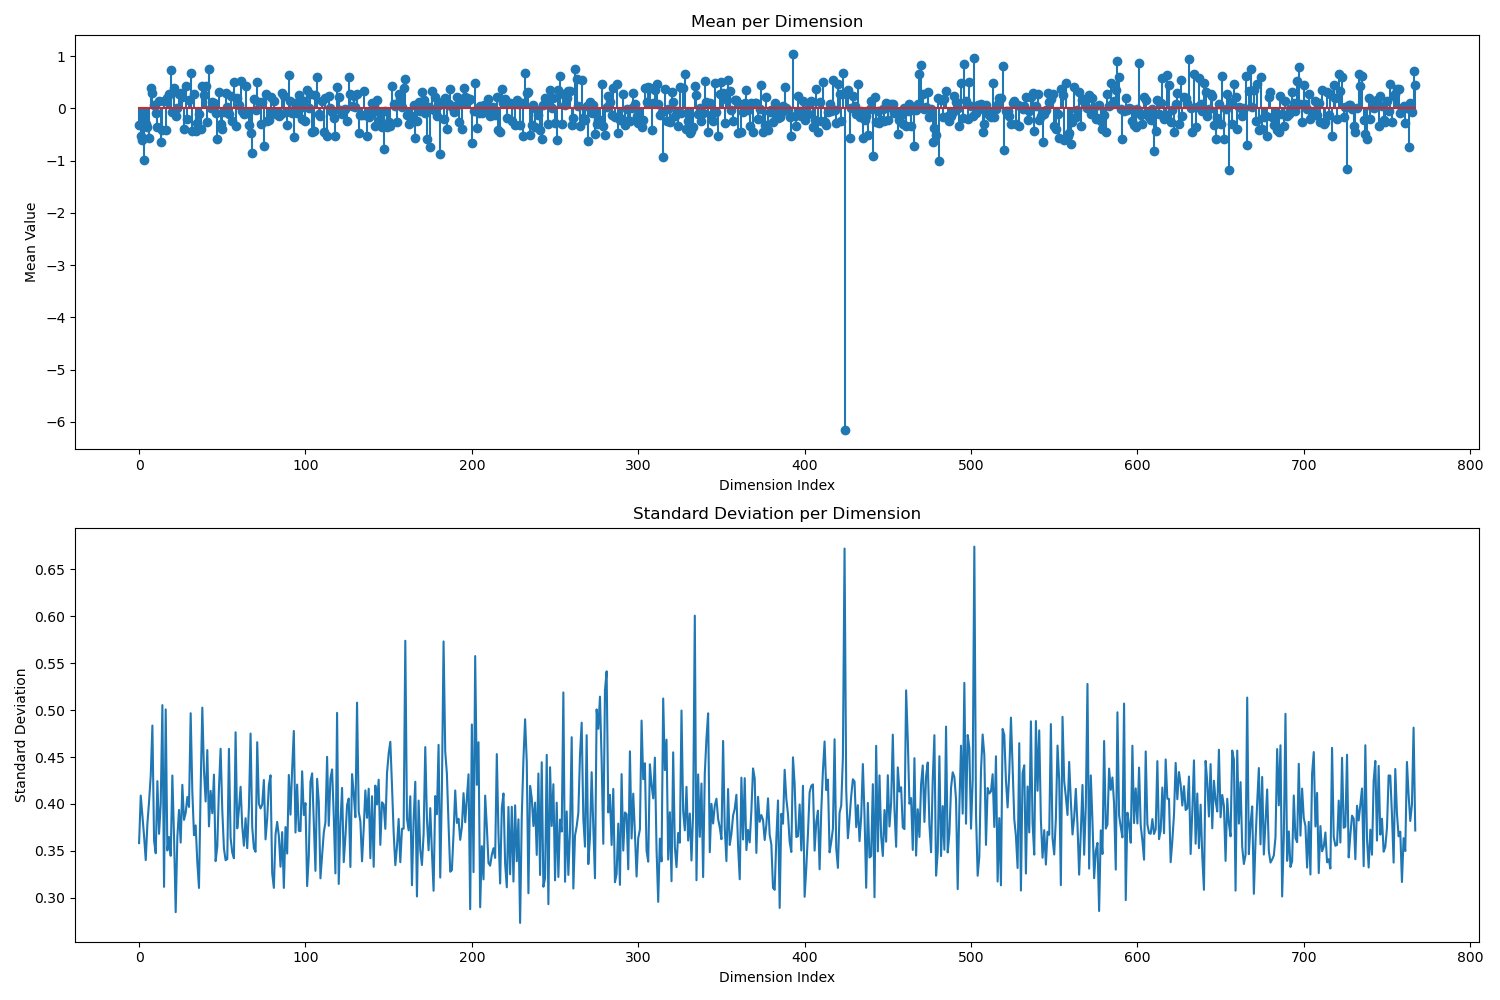 Mean per Dimension
Mean Value
1
0
−1
−2
−3
−4
−5
−6
0 100 200 300 400 500 600 700 800
Dimension Index
Standard Deviation per Dimension
Standard Deviation
0.65
0.60
0.55
0.50
0.45
0.40
0.35
0.30
0 100 200 300 400 500 600 700 800
Dimension Index